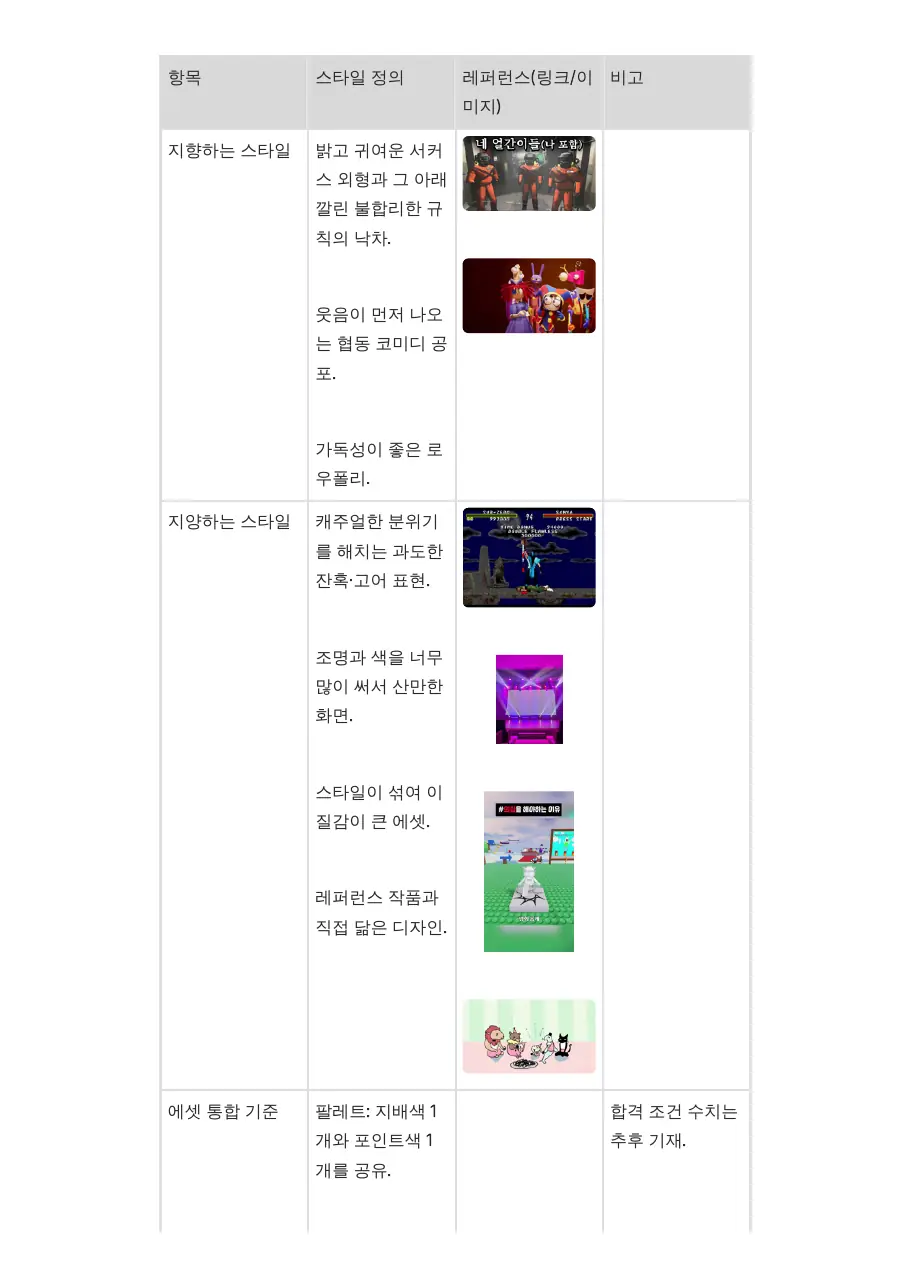 항목
스타일 정의
레퍼런스(링크/이
미지)
비고
지향하는 스타일
밝고 귀여운 서커
스 외형과 그 아래
깔린 불합리한 규
칙의 낙차.
웃음이 먼저 나오
는 협동 코미디 공
포.
가독성이 좋은 로
우폴리.
네 얼간이들(나 포함)
지양하는 스타일
캐주얼한 분위기
를 해치는 과도한
잔혹·고어 표현.
조명과 색을 너무
많이 써서 산만한
화면.
스타일이 섞여 이
질감이 큰 에셋.
레퍼런스 작품과
직접 닮은 디자인.
PRESS START
을 해야하는 이유
에셋 통합 기준
팔레트: 지배색 1
개와 포인트색 1
개를 공유.
합격 조건 수치는
추후 기재.